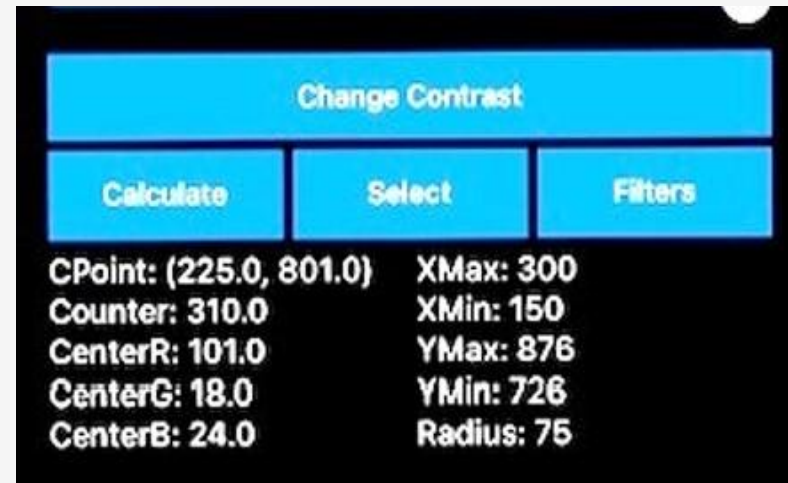 Change Contrast
Calculate Select Filters
CPoint: (225.0, 801.0) XMax: 300
Counter: 310.0 XMin: 150
CenterR: 101.0 YMax: 876
CenterG: 18.0 YMin: 726
CenterB: 24.0 Radius: 75